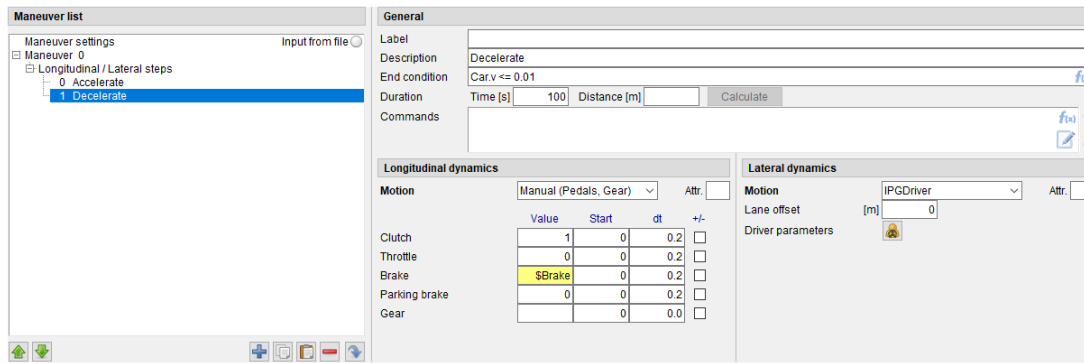 Maneuver list
Maneuver settings Input from file
Maneuver 0
Longitudinal / Lateral steps
0 Accelerate
1 Decelerate
General
Label
Description Decelerate
End condition Car.v <= 0.01
Duration Time [s] 100 Distance [m] Calculate
Commands
f(x)
Longitudinal dynamics
Motion Manual (Pedals, Gear) Attr.
Value Start dt +/-
Clutch 1 0 0.2
Throttle 0 0 0.2
Brake $Brake 0 0.2
Parking brake 0 0 0.2
Gear 0 0.0
Lateral dynamics
Motion IPGDriver Attr.
Lane offset [m] 0
Driver parameters